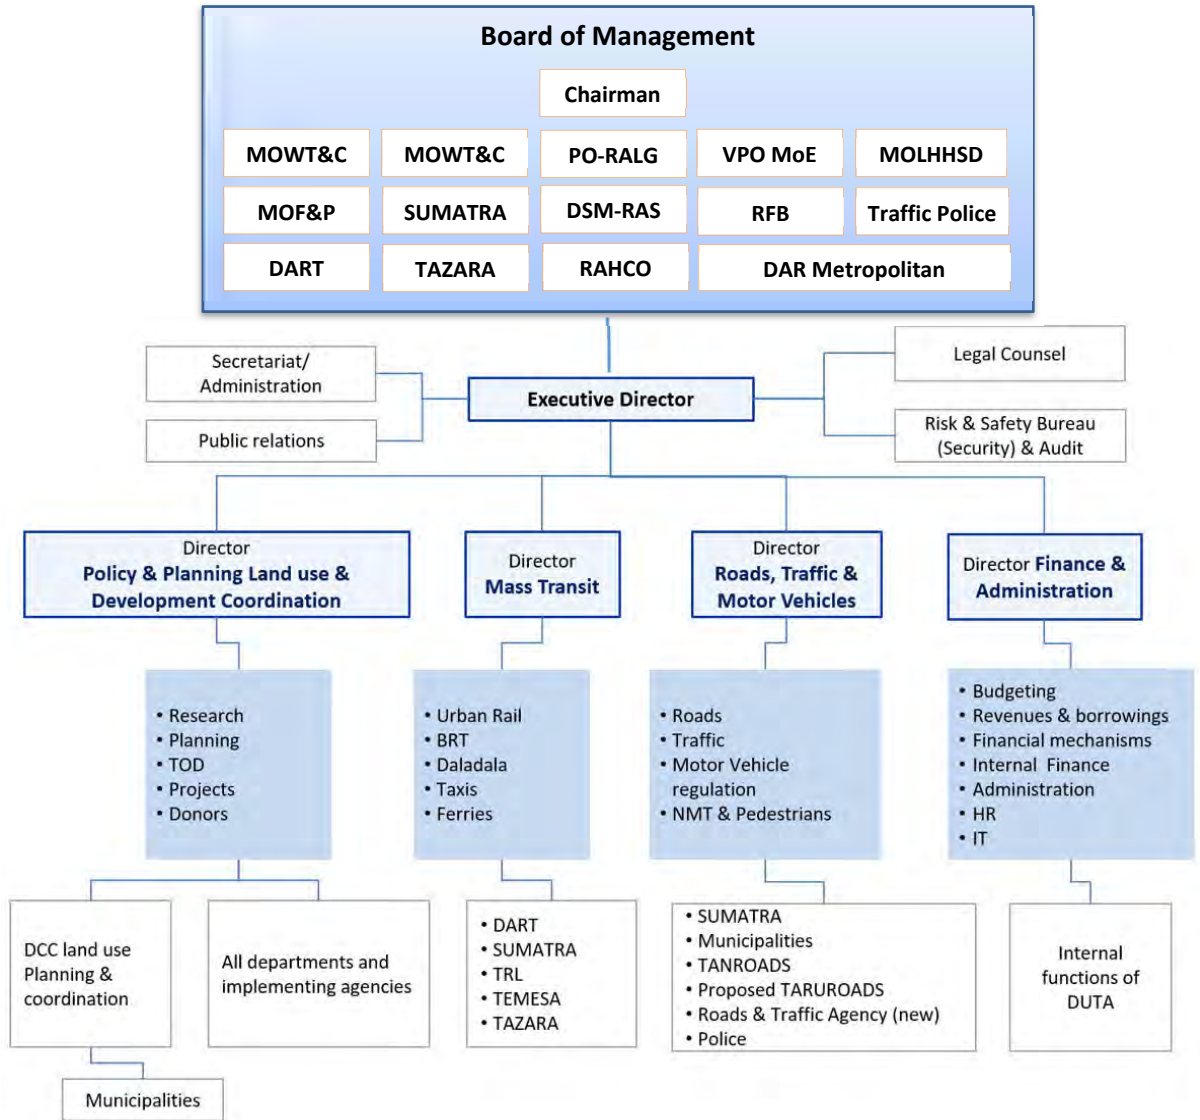 Board of Management
Chairman
MOWT&C
MOWT&C
PO-RALG
VPO MoE
MOLHHSD
MOF&P
SUMATRA
DSM-RAS
RFB
Traffic Police
DART
TAZARA
RAHCO
DAR Metropolitan
Secretariat/
Administration
Public relations
Legal Counsel
Risk & Safety Bureau
(Security) & Audit
Executive Director
Director
Policy & Planning Land use &
Development Coordination
Director
Mass Transit
Director
Roads, Traffic &
Motor Vehicles
Director Finance &
Administration
• Research
• Planning
• TOD
• Projects
• Donors
• Urban Rail
• BRT
• Daladala
• Taxis
• Ferries
• Roads
• Traffic
• Motor Vehicle
regulation
• NMT & Pedestrians
• Budgeting
• Revenues & borrowings
• Financial mechanisms
• Internal Finance
• Administration
• HR
• IT
DCC land use
Planning &
coordination
All departments and
implementing agencies
• DART
• SUMATRA
• TRL
• TEMESA
• TAZARA
• SUMATRA
• Municipalities
• TANROADS
• Proposed TARUROADS
• Roads & Traffic Agency (new)
• Police
Internal
functions of
DUTA
Municipalities